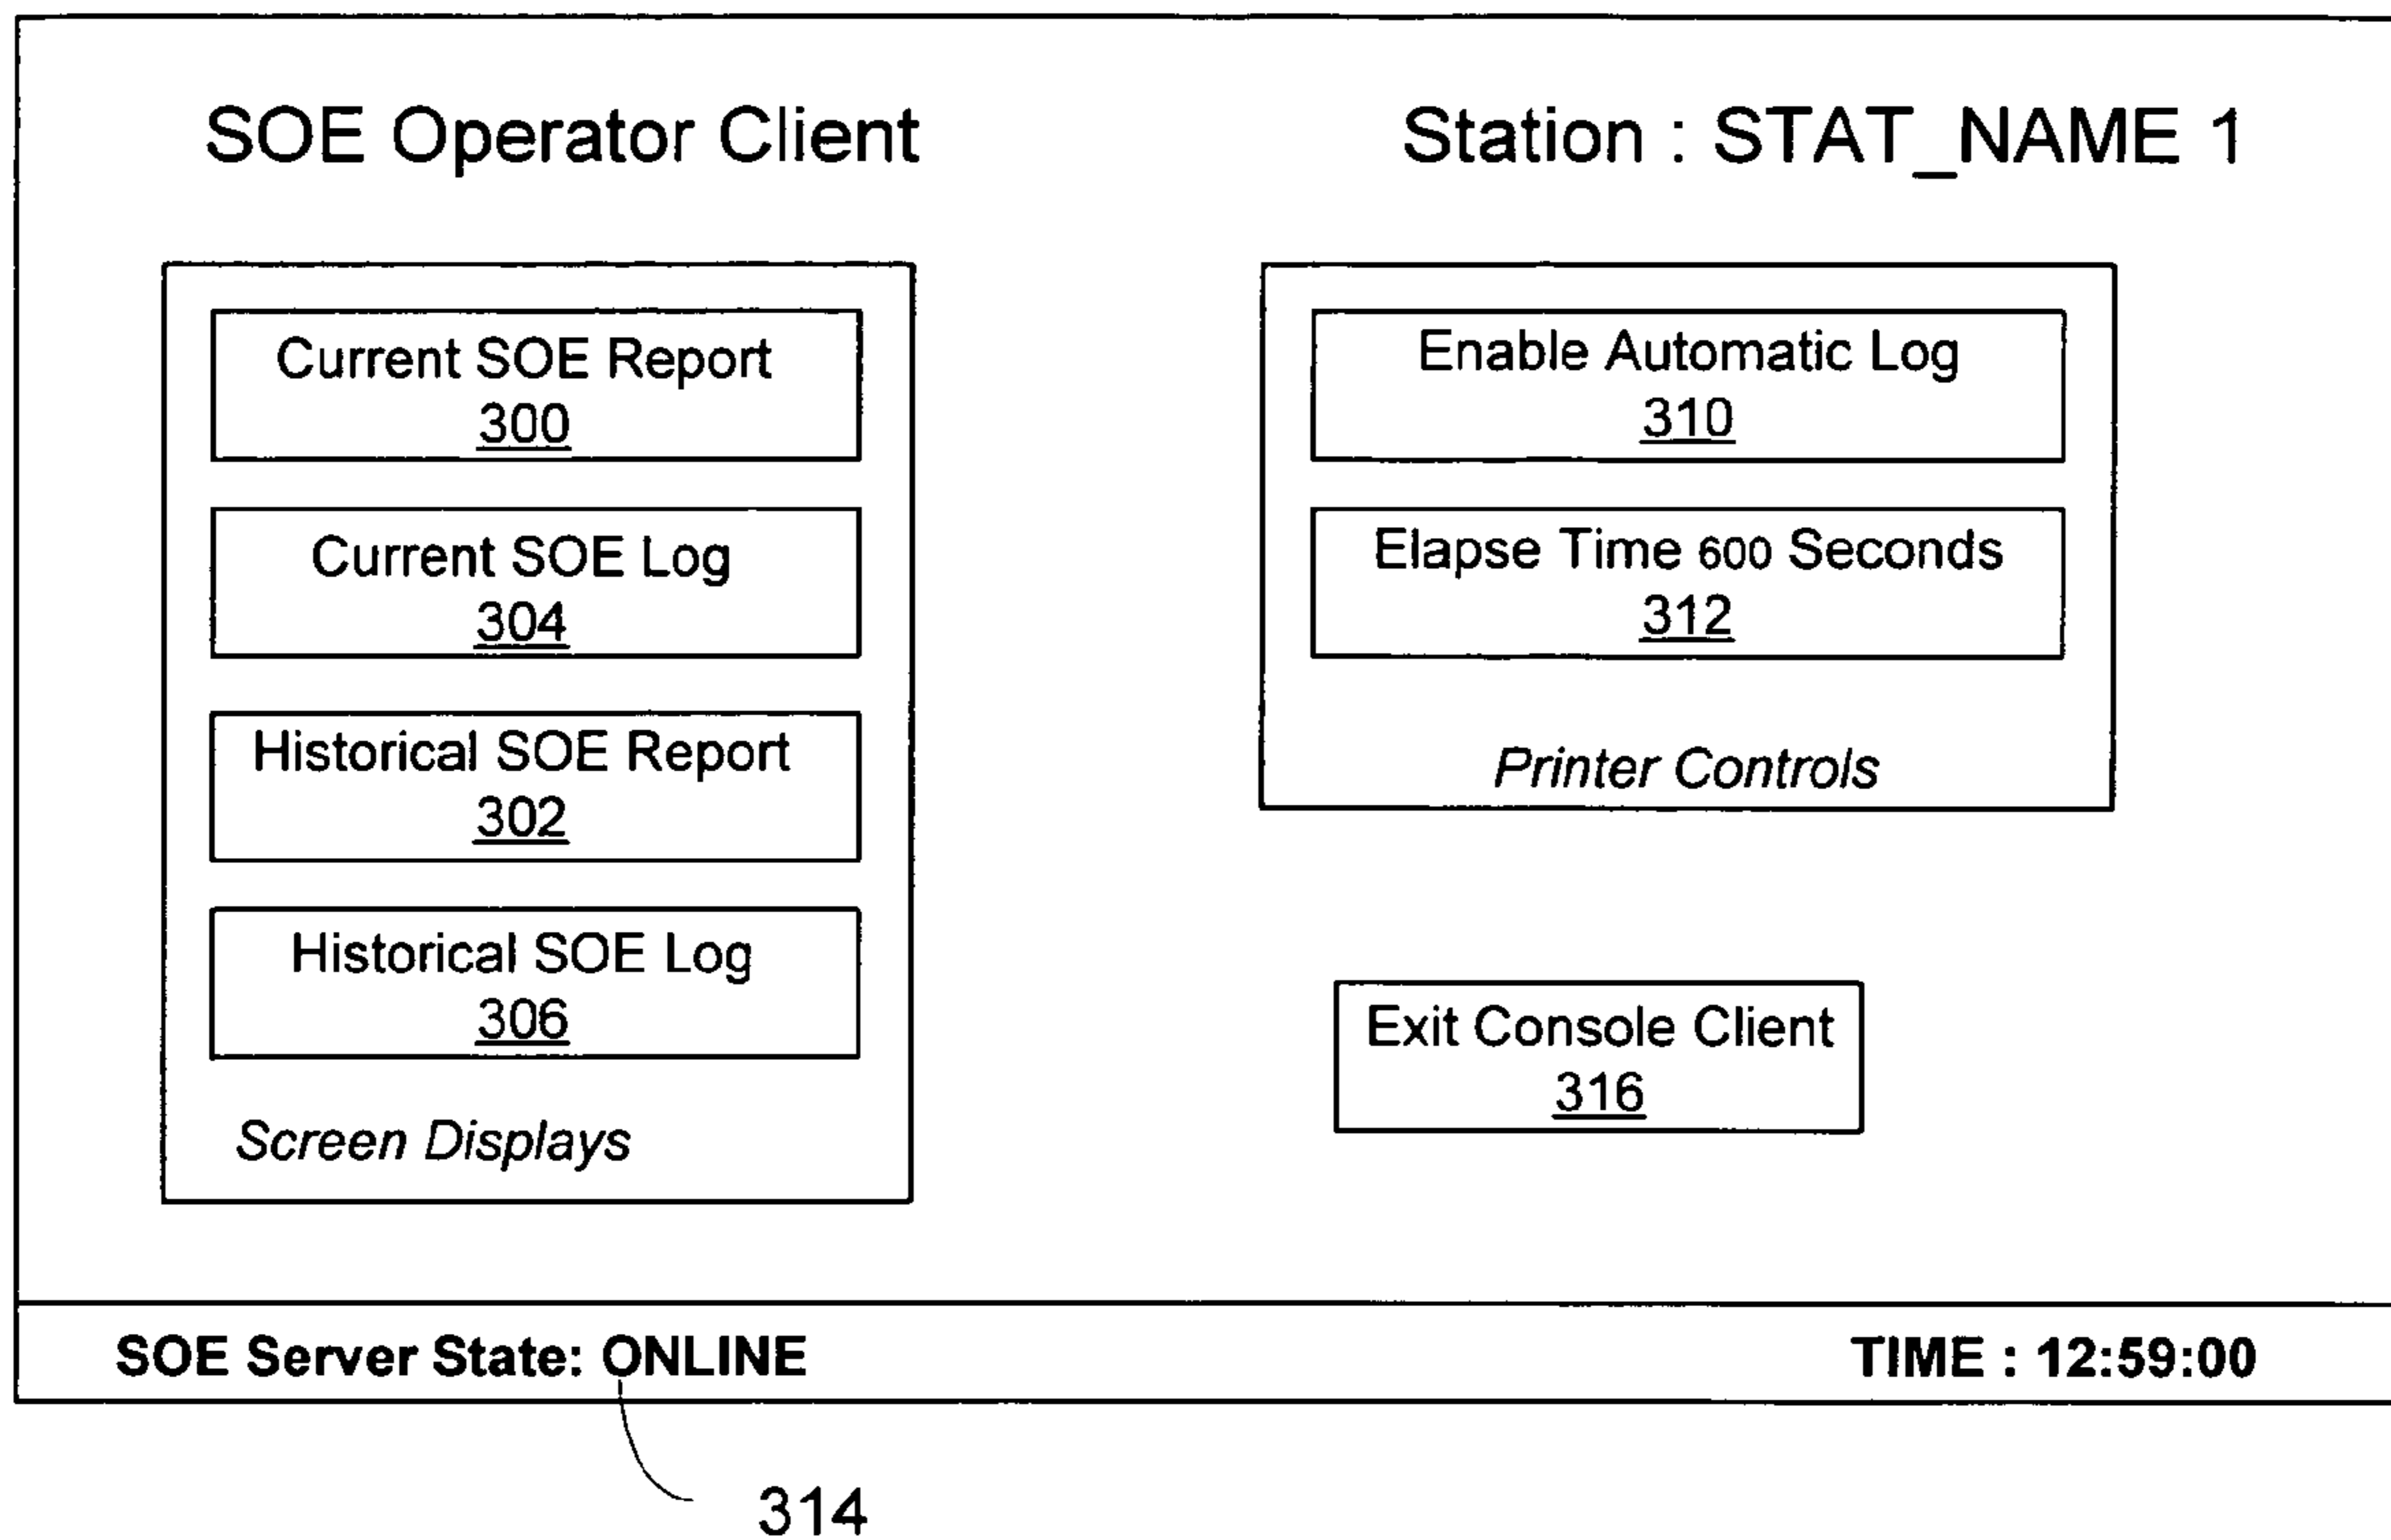 SOE Operator Client
Station : STAT_NAME 1
Current SOE Report
300
Current SOE Log
304
Historical SOE Report
302
Historical SOE Log
306
Screen Displays
Enable Automatic Log
310
Elapse Time 600 Seconds
312
Printer Controls
Exit Console Client
316
SOE Server State: ONLINE
TIME : 12:59:00
314